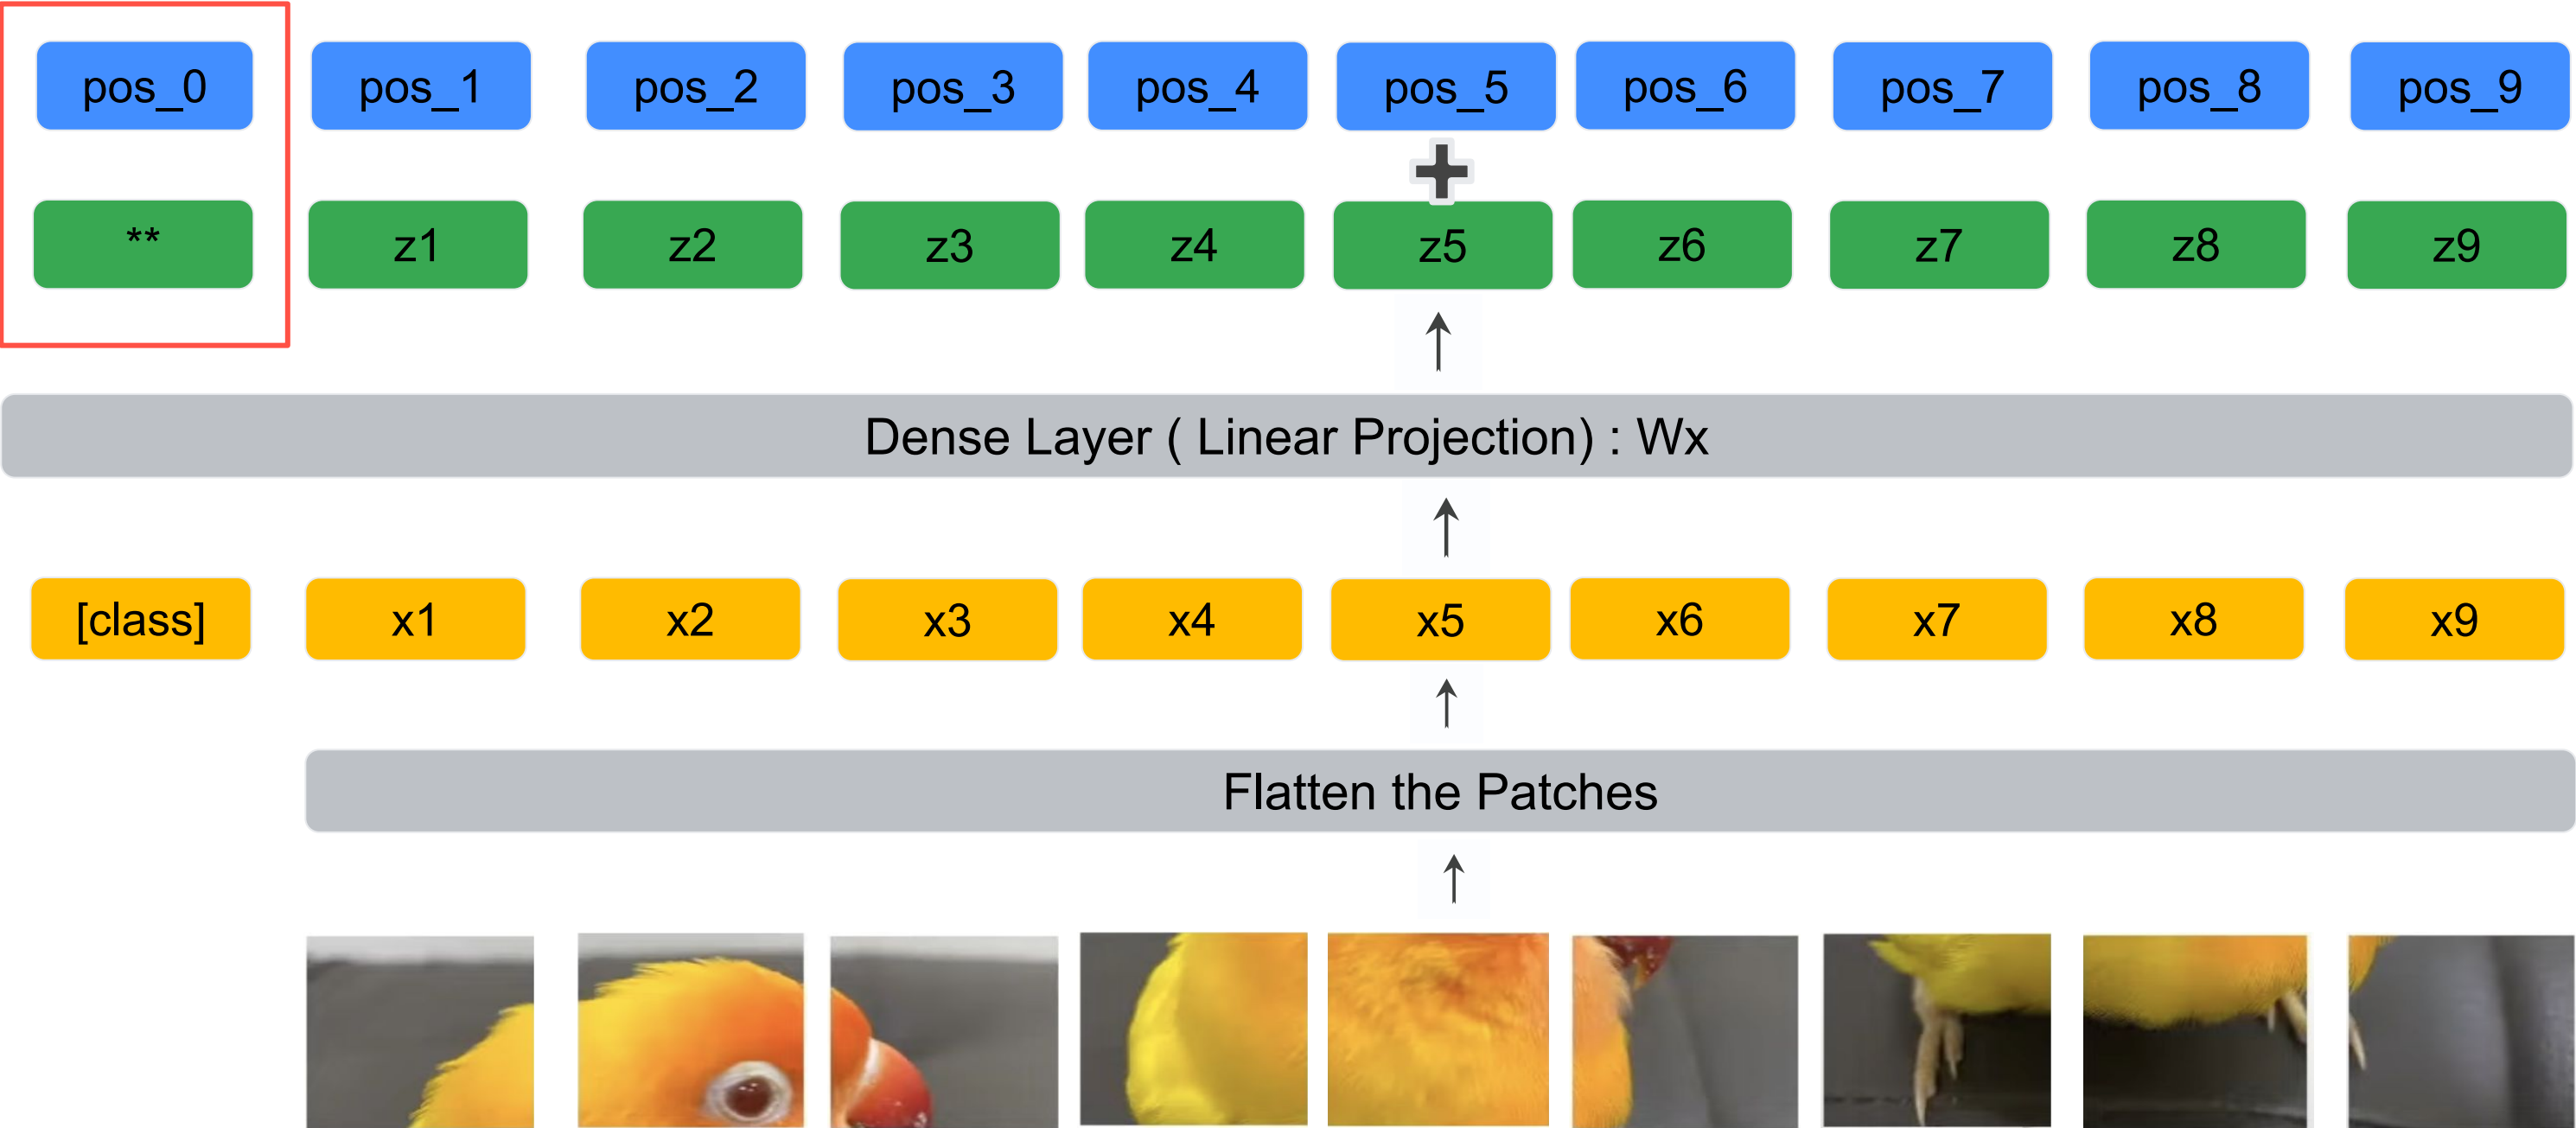 pos_0 pos_1 pos_2 pos_3 pos_4 pos_5 pos_6 pos_7 pos_8 pos_9
** z1 z2 z3 z4 z5 z6 z7 z8 z9
Dense Layer ( Linear Projection) : Wx
[class] x1 x2 x3 x4 x5 x6 x7 x8 x9
Flatten the Patches